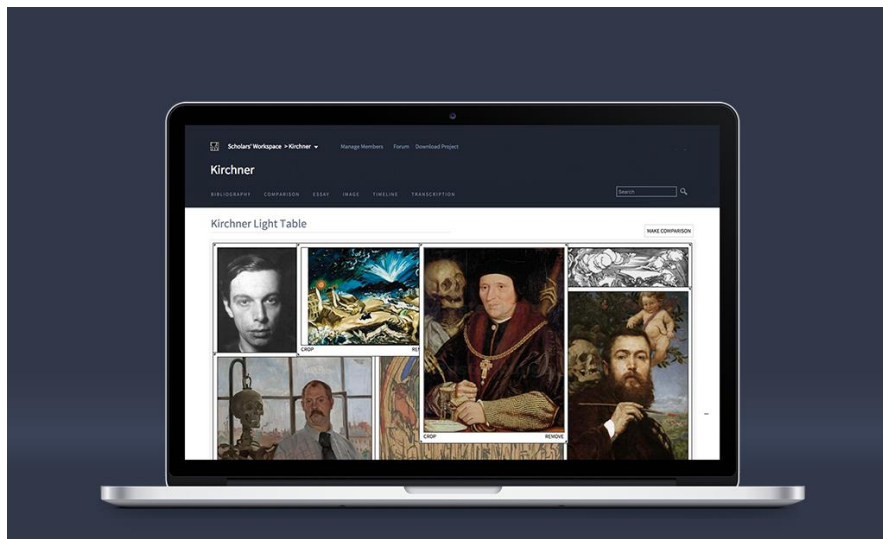 Scholars' Workspace > Kirchner
Manage Members Forum Download Project
Kirchner
BIBLIOGRAPHY COMPARISON ESSAY IMAGE TIMELINE TRANSCRIPTION
Search
Kirchner Light Table
MAKE COMPARISON
CROP
CROP REMOVE